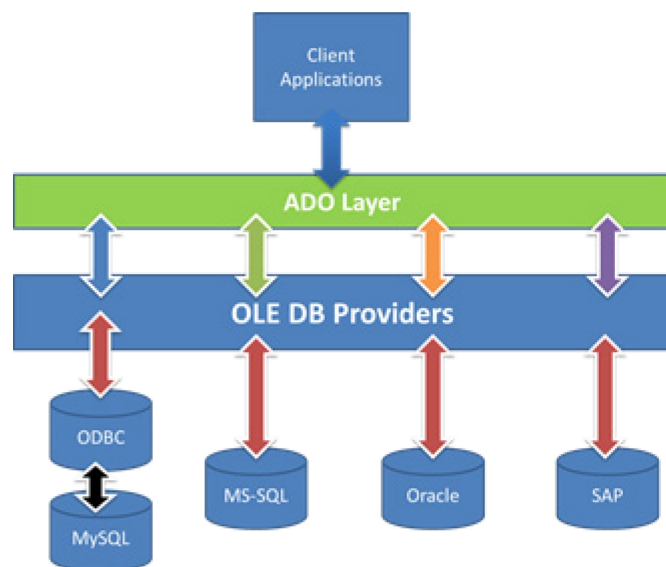 Client
Applications
ADO Layer
OLE DB Providers
ODBC
MS-SQL
Oracle
SAP
MySQL